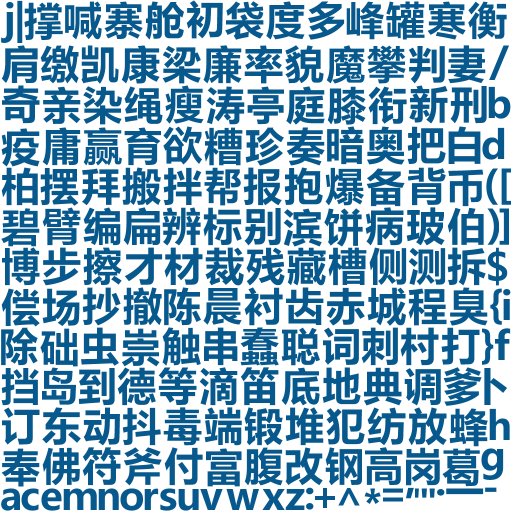 j|撑喊寨舱初袋度多峰罐寒衡
肩缴凯康梁廉率貌魔攀判妻/
奇亲染绳瘦涛亭庭膝衔新刑b
疫庸赢育欲糟珍奏暗奥把白d
柏摆拜搬拌帮报抱爆备背币([
碧臂编扁辨标别滨饼病玻伯)]
博步擦才材裁残藏槽侧测拆$
偿场抄撤陈晨衬齿赤城程臭{i
除础虫崇触串蠢聪词刺村打}f
挡岛到德等滴笛底地典调爹卜
订东动抖毒端锻堆犯纺放蜂h
奉佛符斧付富腹改钢高岗葛g
acemnorsuvwxz:+^*=